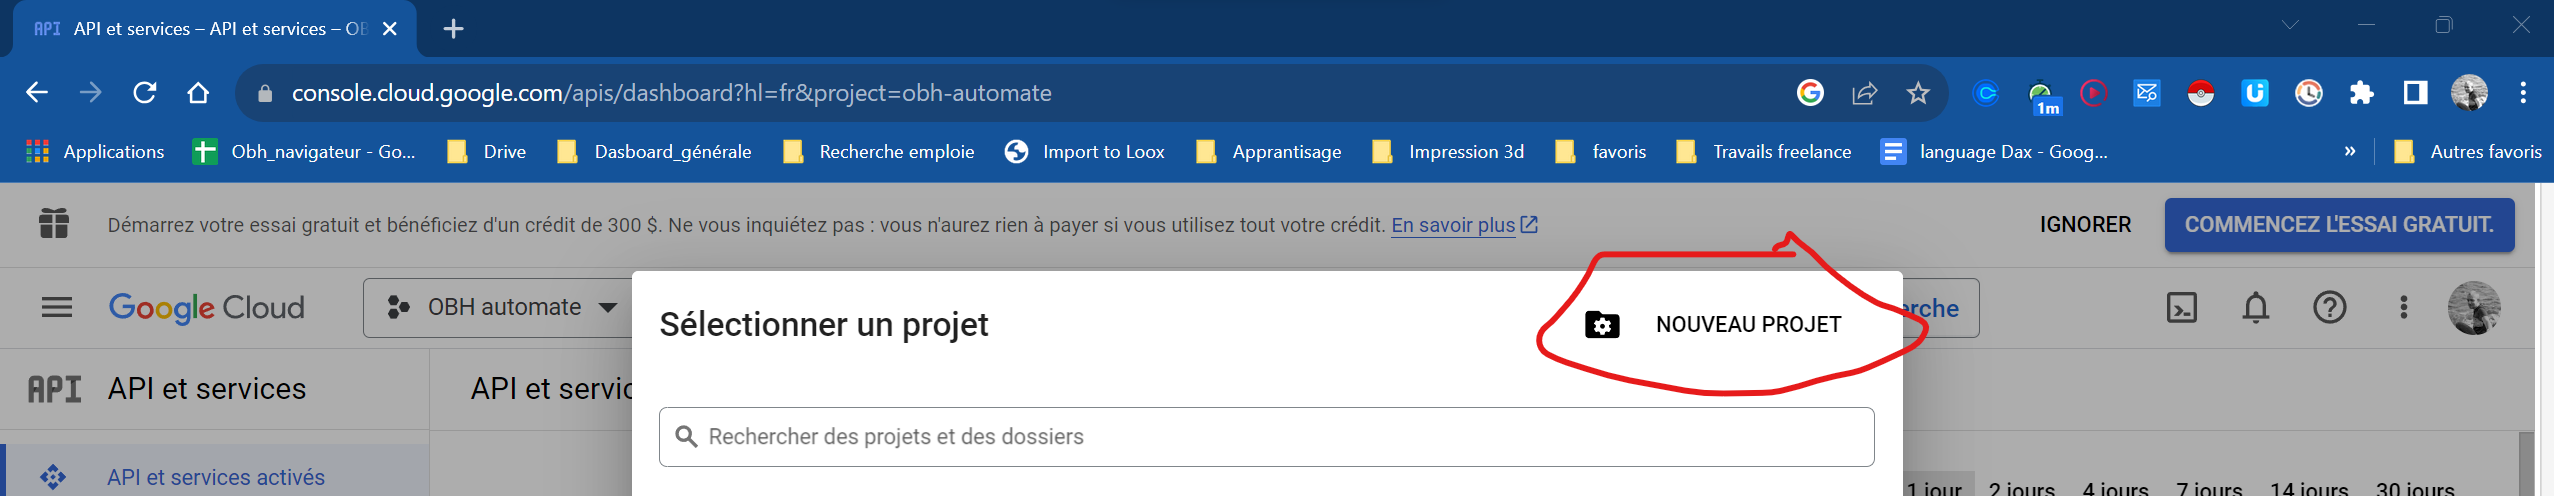 API API et services – API et services – OB
console.cloud.google.com/apis/dashboard?hl=fr&project=obh-automate
1m
Applications Obh_navigateur - Go... Drive Dasboard_générale Recherche emploie Import to Loox Apprantisage Impression 3d favoris Travails freelance language Dax - Goog... » Autres favoris
Démarrez votre essai gratuit et bénéficiez d'un crédit de 300 $. Ne vous inquiétez pas : vous n'aurez rien à payer si vous utilisez tout votre crédit. En savoir plus IGNORER COMMENCEZ L'ESSAI GRATUIT.
Google Cloud OBH automate erche
Sélectionner un projet NOUVEAU PROJET
API API et services API et servic
Rechercher des projets et des dossiers
API et services activés
1 jour 2 jours 4 jours 7 jours 14 jours 30 jours